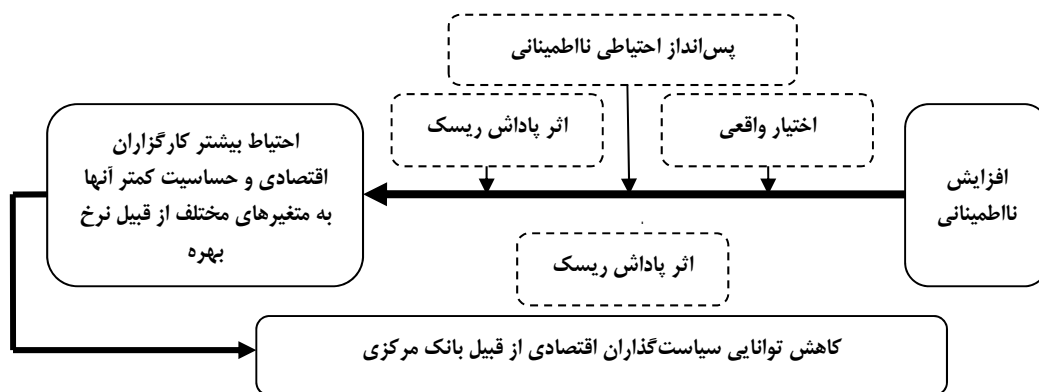 پس‌انداز احتیاطی نااطمینانی
اختیار واقعی
اثر پاداش ریسک
افزایش
نااطمینانی
احتیاط بیشتر کارگزاران
اقتصادی و حساسیت کمتر آنها
به متغیرهای مختلف از قبیل نرخ
بهره
اثر پاداش ریسک
کاهش توانایی سیاست‌گذاران اقتصادی از قبیل بانک مرکزی